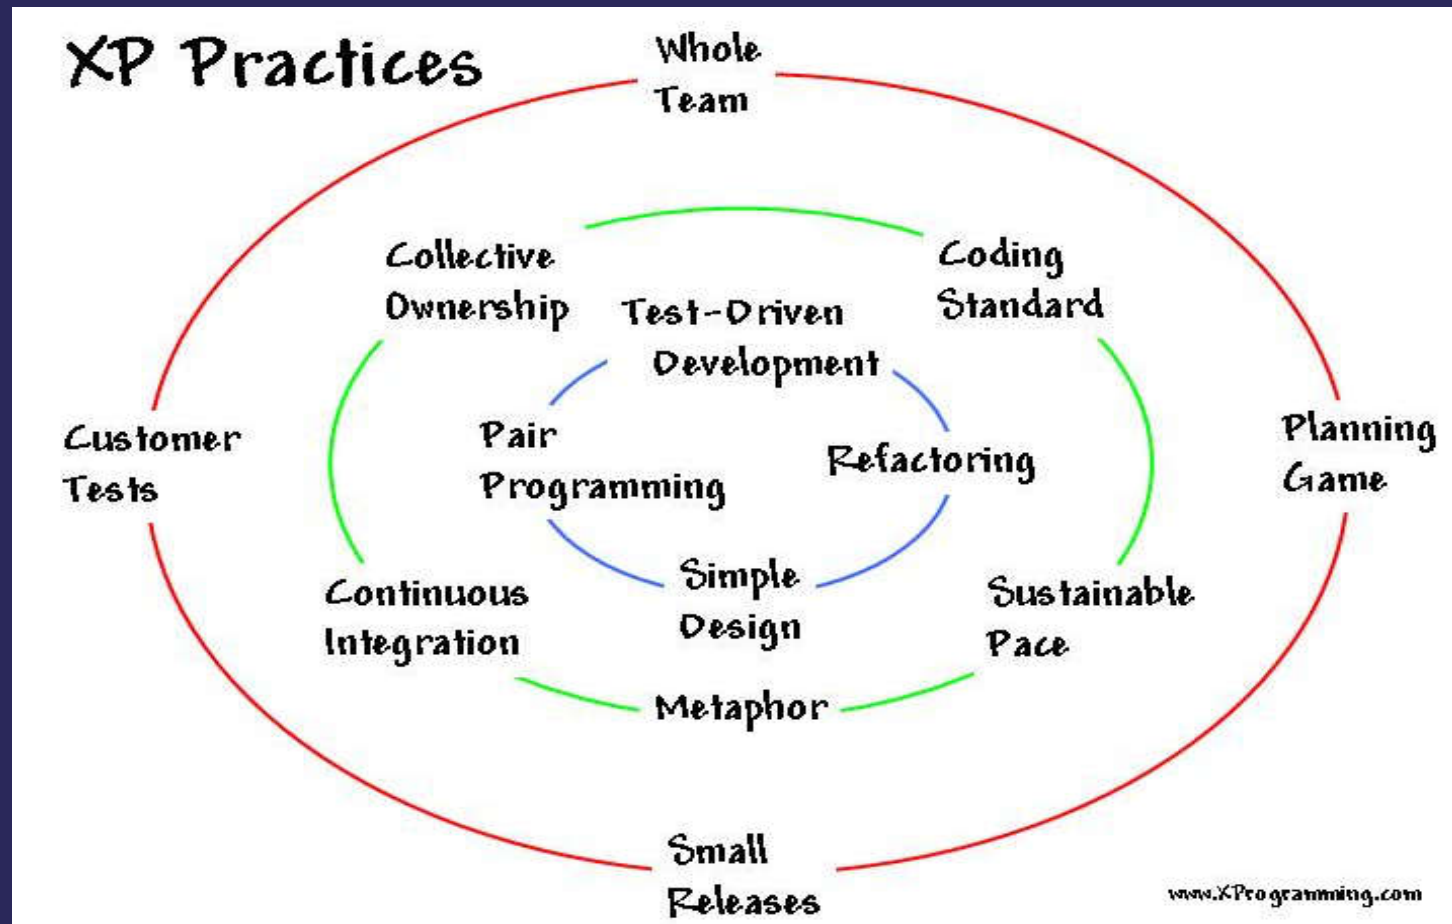 XP Practices
Whole
Team
Collective
Ownership
Coding
Standard
Test-Driven
Development
Customer
Tests
Pair
Programming
Refactoring
Planning
Game
Continuous
Integration
Simple
Design
Sustainable
Pace
Metaphor
Small
Releases
www.XProgramming.com